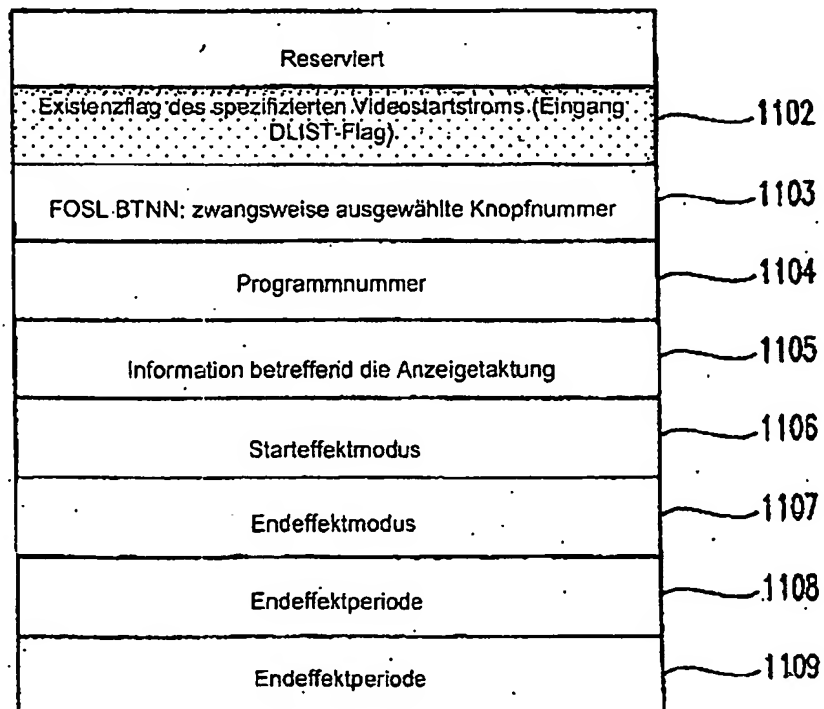 Reserviert
Existenzflag des spezifizierten Videostartstroms (Eingang
DLIST-Flag)
1102
FOSL BTNN: zwangsweise ausgewählte Knopfnummer
1103
Programmnummer
1104
Information betreffend die Anzeigetaktung
1105
Starteffektmodus
1106
Endeffektmodus
1107
Endeffektperiode
1108
Endeffektperiode
1109